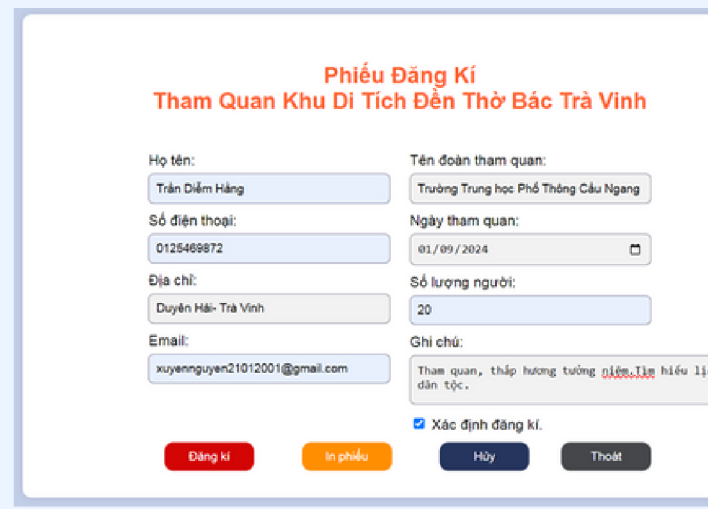 Phiếu Đăng Kí
Tham Quan Khu Di Tích Đền Thờ Bác Trà Vinh
Họ tên:
Trần Diễm Hằng
Số điện thoại:
0125469872
Địa chỉ:
Duyên Hải- Trà Vinh
Email:
xuyennguyen21012001@gmail.com
Tên đoàn tham quan:
Trường Trung học Phổ Thông Cầu Ngang
Ngày tham quan:
01/09/2024
Số lượng người:
20
Ghi chú:
Tham quan, thắp hương tưởng niệm.Tìm hiểu
dân tộc.
Xác định đăng kí.
Đăng kí
In phiếu
Hủy
Thoát